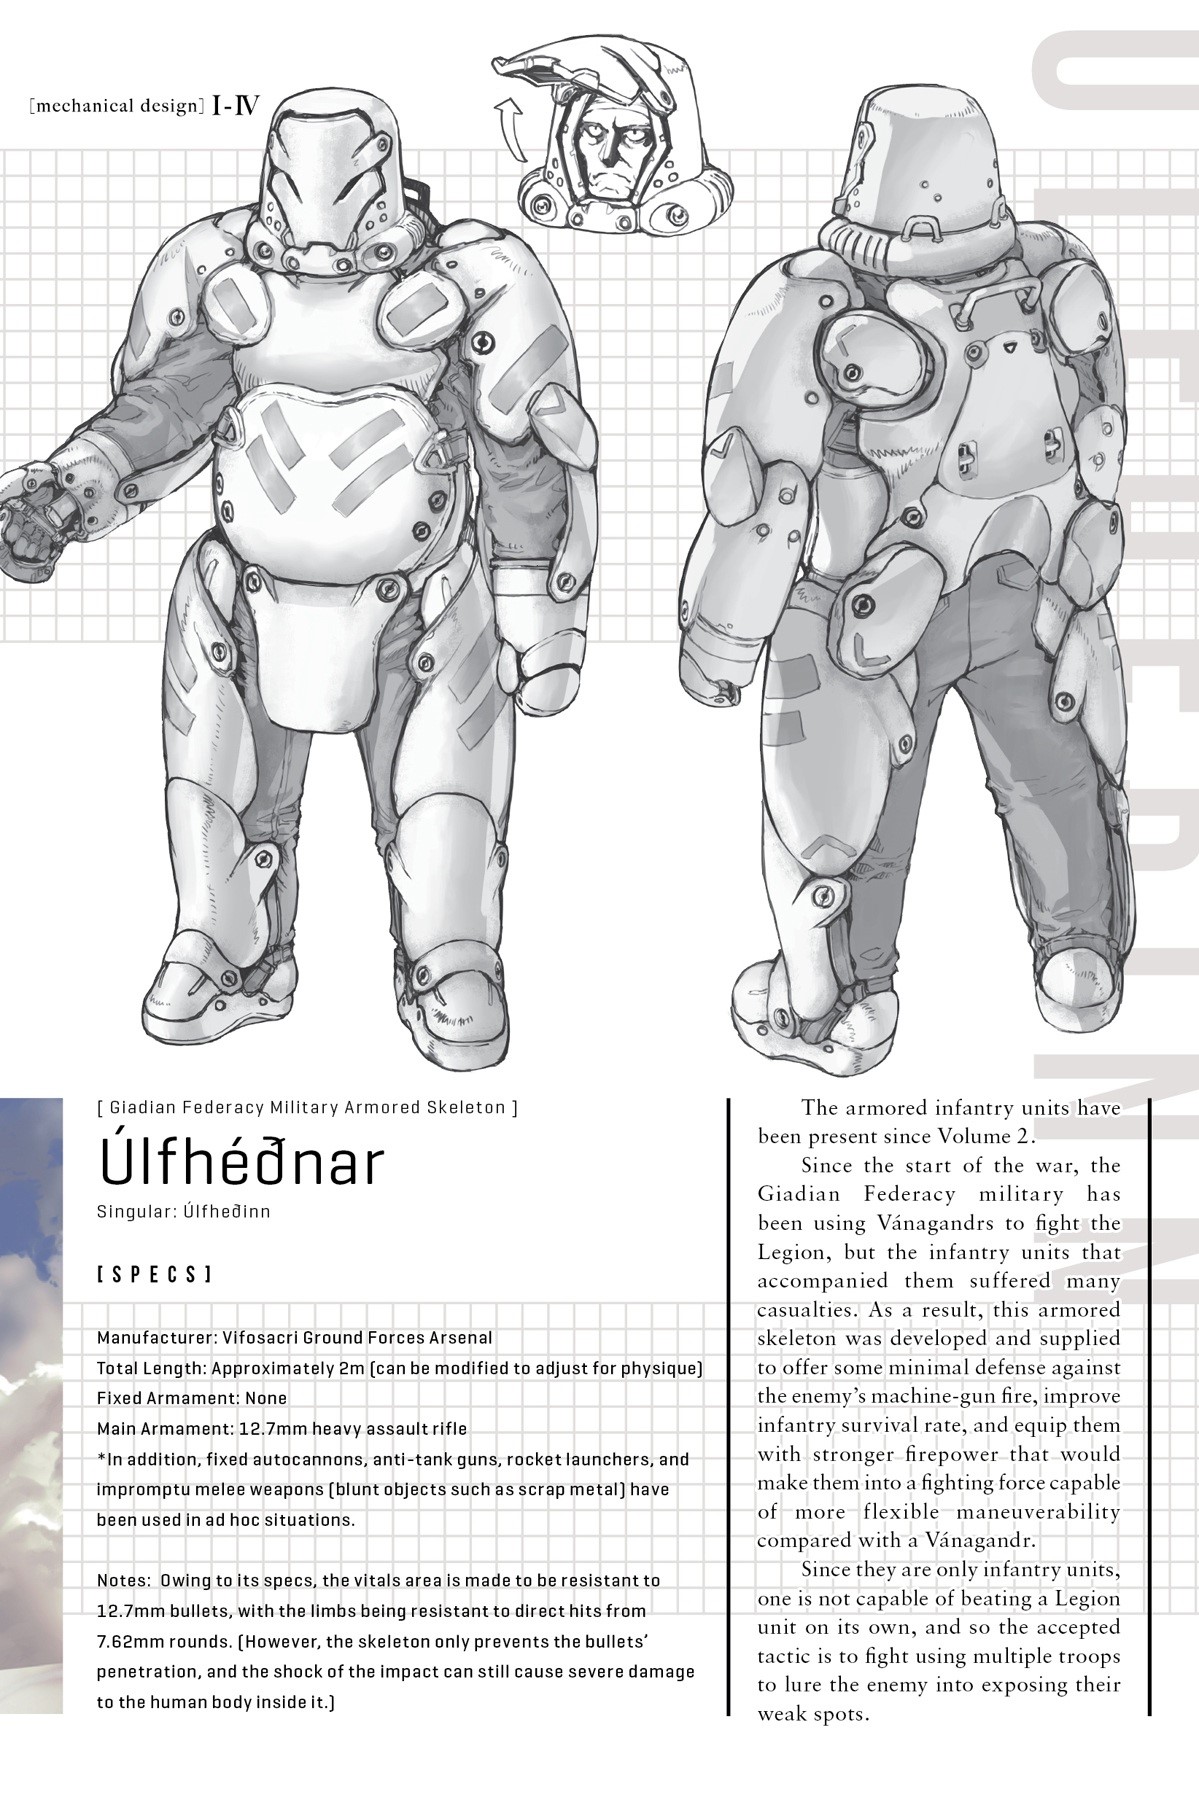 [mechanical design] I-IV
[ Giadian Federacy Military Armored Skeleton ]
Úlfhéðnar
Singular: Úlfheðinn
[SPECS]
Manufacturer: Vifosacri Ground Forces Arsenal
Total Length: Approximately 2m (can be modified to adjust for physique)
Fixed Armament: None
Main Armament: 12.7mm heavy assault rifle
*In addition, fixed autocannons, anti-tank guns, rocket launchers, and
impromptu melee weapons (blunt objects such as scrap metal) have
been used in ad hoc situations.
Notes: Owing to its specs, the vitals area is made to be resistant to
12.7mm bullets, with the limbs being resistant to direct hits from
7.62mm rounds. (However, the skeleton only prevents the bullets’
penetration, and the shock of the impact can still cause severe damage
to the human body inside it.)
The armored infantry units have
been present since Volume 2.
Since the start of the war, the
Giadian Federacy military has
been using Vánagandrs to fight the
Legion, but the infantry units that
accompanied them suffered many
casualties. As a result, this armored
skeleton was developed and supplied
to offer some minimal defense against
the enemy’s machine-gun fire, improve
infantry survival rate, and equip them
with stronger firepower that would
make them into a fighting force capable
of more flexible maneuverability
compared with a Vánagandr.
Since they are only infantry units,
one is not capable of beating a Legion
unit on its own, and so the accepted
tactic is to fight using multiple troops
to lure the enemy into exposing their
weak spots.